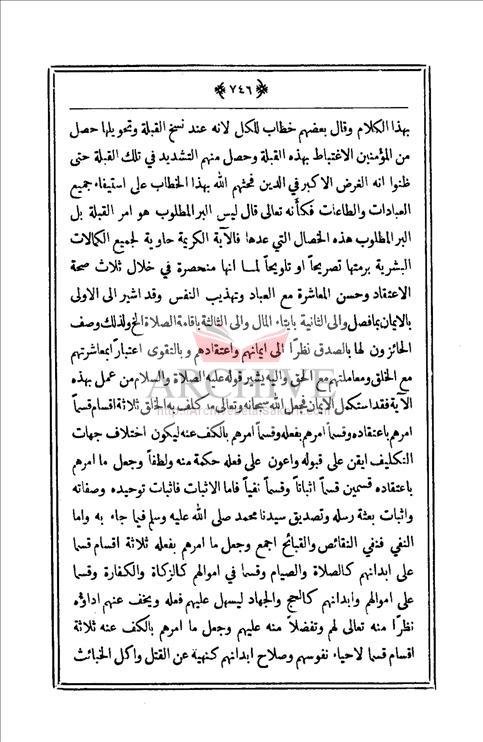 ٧٤٦
بهذا الكلام وقال بعضهم خطاب للكل لانه عند نسخ القبلة وتحويلها حصل
من المؤمنين الاغتباط بهذه القبلة وحصل منهم التشديد في تلك القبلة حتى
ظنوا انه الغرض الاكبر في الدين فحثهم الله بهذا الخطاب على استيفاء جميع
العبادات والطاعات فكأنه تعالى قال ليس البر المطلوب هو امر القبلة بل
البر المطلوب هذه الخصال التي عدها فالآية الكريمة حاوية لجميع الكمالات
البشرية برمتها تصريحاً او تلويحاً لما انها منحصرة في خلال ثلاث صحة
الاعتقاد وحسن المعاشرة مع العباد وتهذيب النفس وقد اشير الى الاولى
بالايمان بمافصل والى الثانية بايتاء المال والى الثالثة باقامة الصلاة الخ ولذلك وصف
الحائزون لها بالصدق نظرًا الى ايمانهم واعتقادهم وبالتقوى اعتبارًا بمعاشرتهم
مع الخلق ومعاملتهم مع الحق واليه يشير قوله عليه الصلاة والسلام من عمل بهذه
الآية فقد استكمل الايمان فجعل الله سبحانه وتعالى ما كلف به الخلق ثلاثة اقسام قسماً
امرهم باعتقاده وقسماً امرهم بفعله وقسماً امرهم بالكف عنه ليكون اختلاف جهات
التكليف ابقن على قبوله واعون على فعله حكمة منه ولطفاً وجعل ما امرهم
باعتقاده قسمين قسماً اثباتاً وقسماً نفياً فاما الاثبات فاثبات توحيده وصفاته
واثبات بعثة رسله وتصديق سيدنا محمد صلى الله عليه وسلم فيما جاء به واما
النفي فنفي النقائص والقبائح اجمع وجعل ما امرهم بفعله ثلاثة اقسام قسما
على ابدانهم كالصلاة والصيام وقسما في اموالهم كالزكاة والكفارة وقسما
على اموالهم وابدانهم كالحج والجهاد ليسهل عليهم فعله ويخف عنهم اداؤه
نظرًا منه تعالى لهم وتفضلاً منه عليهم وجعل ما امرهم بالكف عنه ثلاثة
اقسام قسما لاحياء نفوسهم وصلاح ابدانهم كنهيه عن القتل واكل الخبائث
ARCHIVE